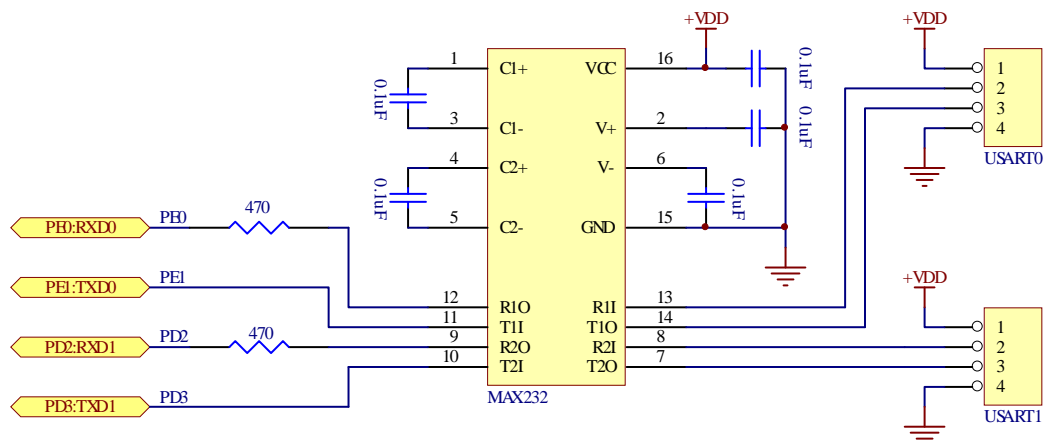 +VDD
+VDD
1
C1+
VCC
16
0.1uF
0.1uF
3
C1-
V+
2
0.1uF
4
C2+
V-
6
0.1uF
0.1uF
5
C2-
GND
15
1
2
3
4
USART0
PE0:RXD0
PE0
470
PE1:TXD0
PE1
PD2:RXD1
PD2
470
PD3:TXD1
PD3
12
R1O
R1I
13
11
T1I
T1O
14
9
R2O
R2I
8
10
T2I
T2O
7
MAX232
+VDD
1
2
3
4
USART1